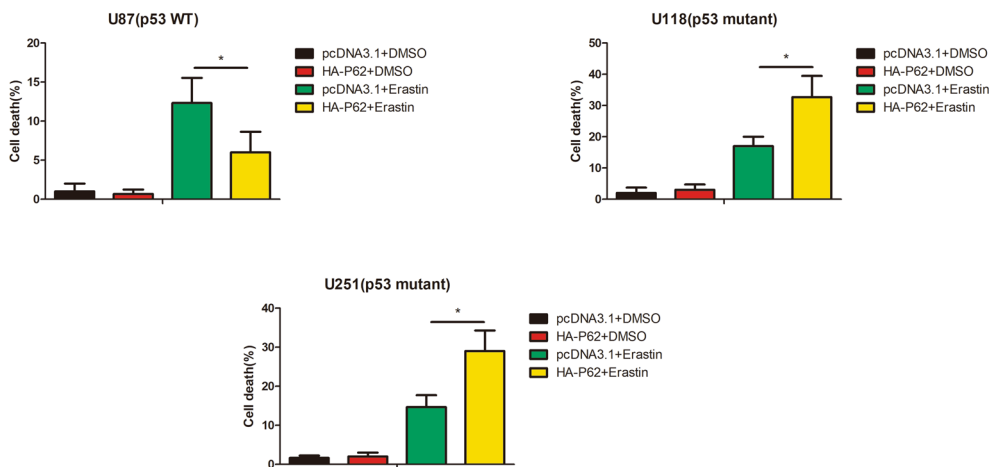 U87(p53 WT)
Cell death(%)
20
15
10
5
0
*
pcDNA3.1+DMSO
HA-P62+DMSO
pcDNA3.1+Erastin
HA-P62+Erastin
U118(p53 mutant)
Cell death(%)
50
40
30
20
10
0
*
pcDNA3.1+DMSO
HA-P62+DMSO
pcDNA3.1+Erastin
HA-P62+Erastin
U251(p53 mutant)
Cell death(%)
40
30
20
10
0
*
pcDNA3.1+DMSO
HA-P62+DMSO
pcDNA3.1+Erastin
HA-P62+Erastin